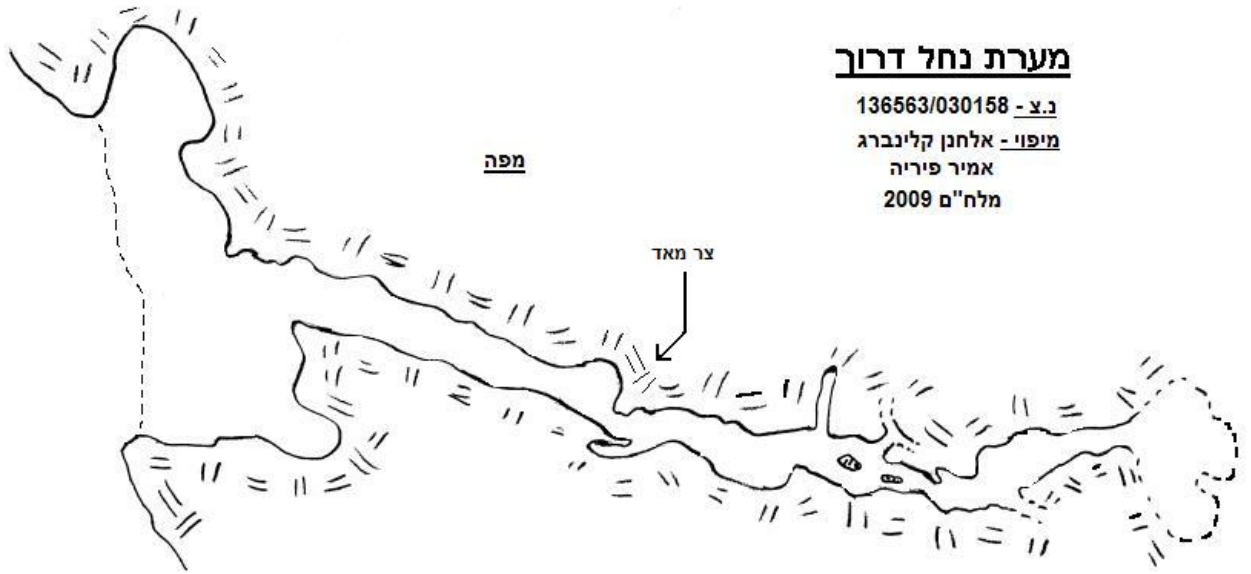 מערת נחל דרוך
נ.צ - 136563/030158
מיפוי - אלחנן קלינברג
אמיר פיריה
מלח"ם 2009
מפה
צר מאד